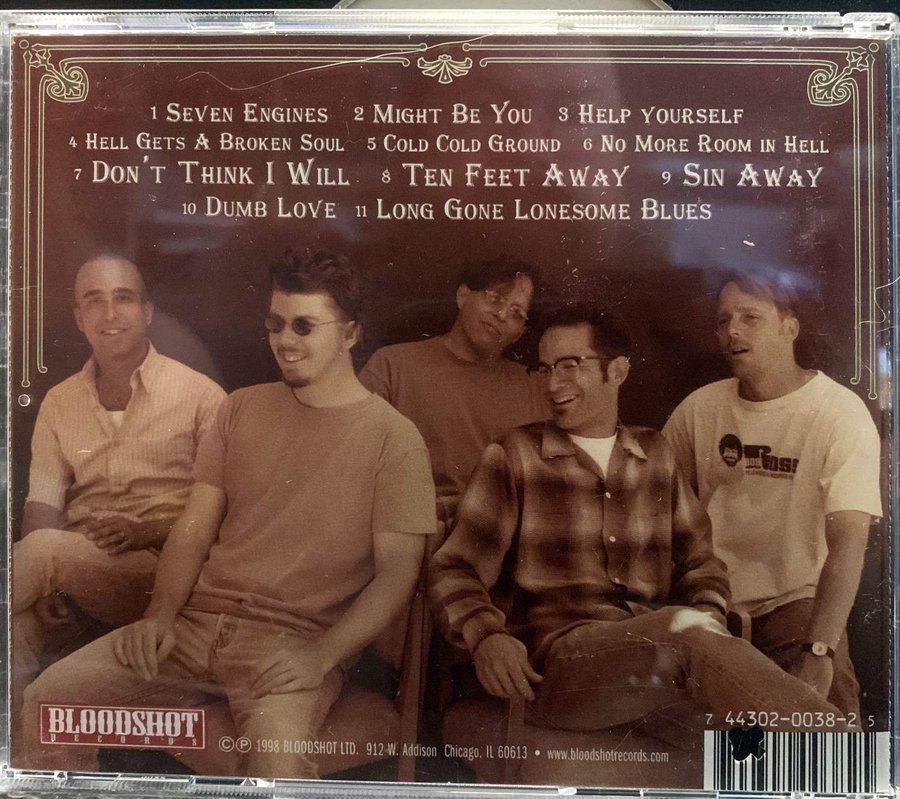 1 SEVEN ENGINES 2 MIGHT BE YOU 3 HELP YOURSELF
4 HELL GETS A BROKEN SOUL 5 COLD COLD GROUND 6 NO MORE ROOM IN HELL
7 DON'T THINK I WILL 8 TEN FEET AWAY 9 SIN AWAY
10 DUMB LOVE 11 LONG GONE LONESOME BLUES
BOB ROSS
BLOODSHOT
RECORDS
©℗ 1998 BLOODSHOT LTD. 912 W. Addison Chicago, IL 60613 • www.bloodshotrecords.com
7 44302-0038-2 5